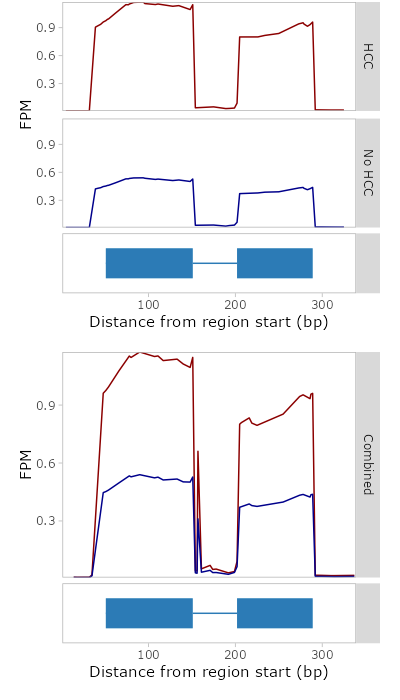 0.9
0.6
0.3
HCC
FPM
0.9
0.6
0.3
No HCC
100 200 300
Distance from region start (bp)
0.9
0.6
0.3
FPM
Combined
100 200 300
Distance from region start (bp)